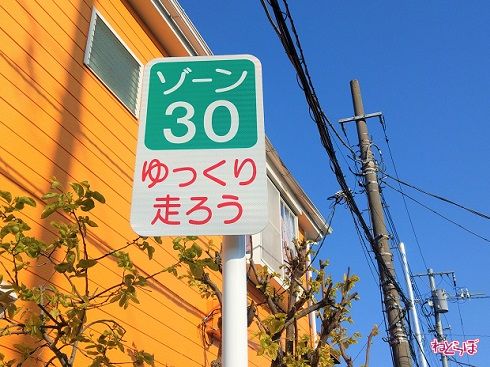 ゾーン
30
ゆっくり
走ろう
ねとらぼ